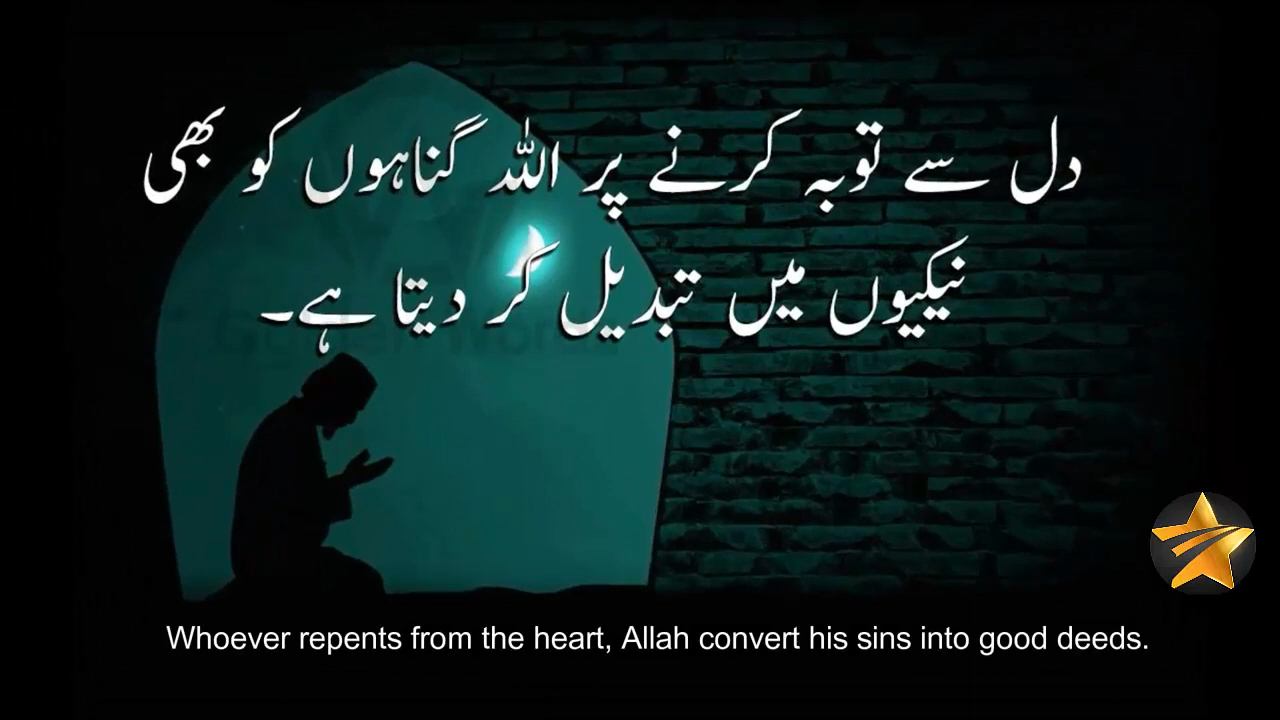 دل سے توبہ کرنے پر اللہ گناہوں کو بھی
نیکیوں میں تبدیل کر دیتا ہے۔
Whoever repents from the heart, Allah convert his sins into good deeds.